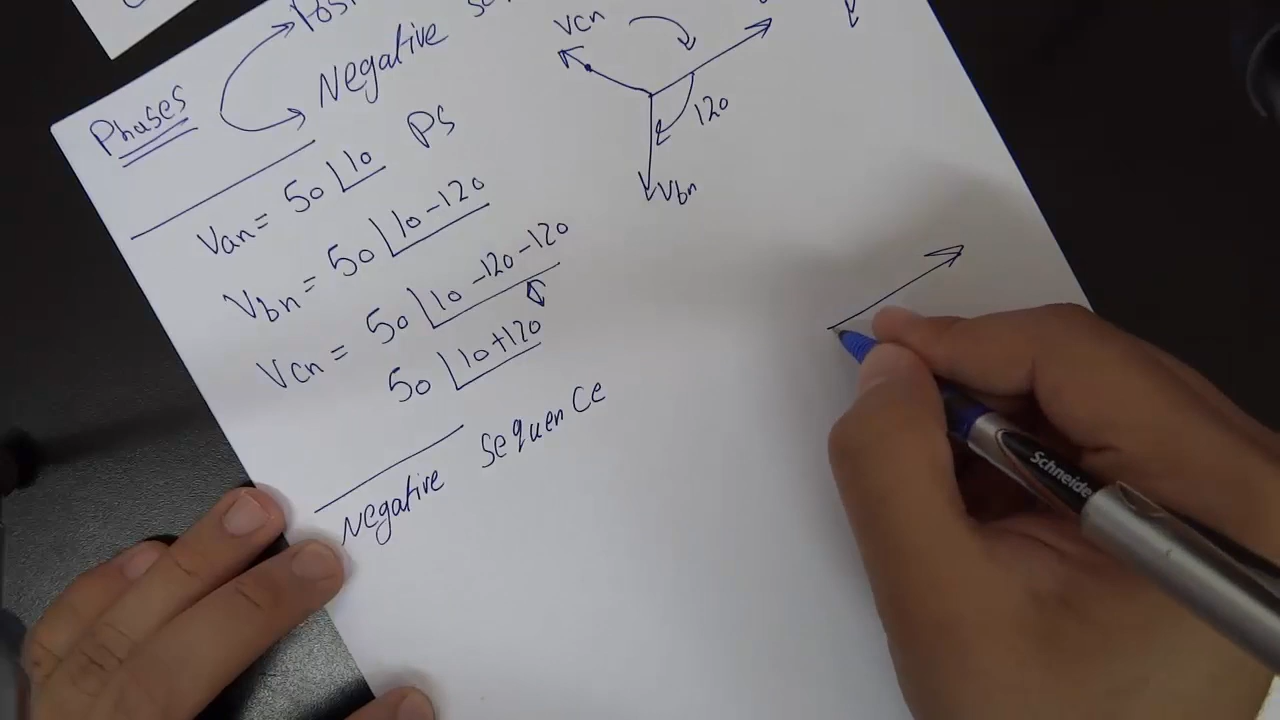 Negative
Phases
Van = 50 ∠10 PS
Vbn = 50 ∠10-120
Vcn = 50 ∠10-120-120
50 ∠10+120
Negative Sequence
Vcn
120
Vbn
Schneide